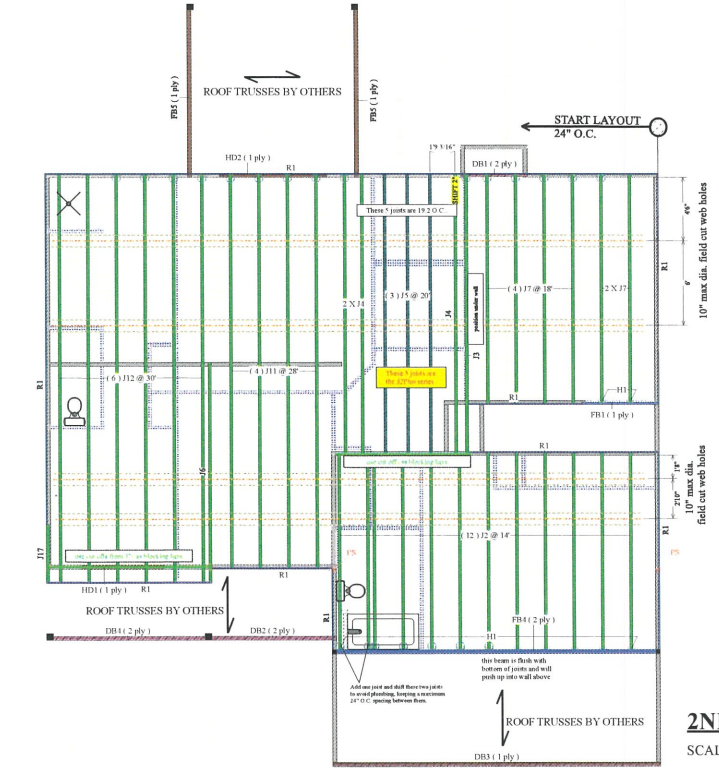 ROOF TRUSSES BY OTHERS
FB5 ( 1 ply )
FB5 ( 1 ply )
START LAYOUT
24" O.C.
19 3/16"
HD2 ( 1 ply )
R1
SHIFT 2"
DB1 ( 2 ply )
These 5 joists are 19.2 O.C.
4'6"
6'
10" max dia. field cut web holes
R1
2 X J4
( 3 ) J5 @ 20'
J4
position under wall
J3
( 4 ) J7 @ 18'
2 X J7
R1
( 6 ) J12 @ 30'
( 4 ) J11 @ 28'
These 5 joists are
H1
R1
FB1 ( 1 ply )
J6
R1
1'8"
2'10"
10" max dia.
field cut web holes
R1
( 12 ) J2 @ 14'
J17
PS
PS
HD1 ( 1 ply )
R1
R1
ROOF TRUSSES BY OTHERS
R1
DB4 ( 2 ply )
DB2 ( 2 ply )
FB4 ( 2 ply )
H1
this beam is flush with
bottom of joists and will
push up into wall above
Add one joist and shift these two joists
to avoid plumbing, keeping a maximum
24" O.C. spacing between them.
ROOF TRUSSES BY OTHERS
DB3 ( 1 ply )
2N
SCAL